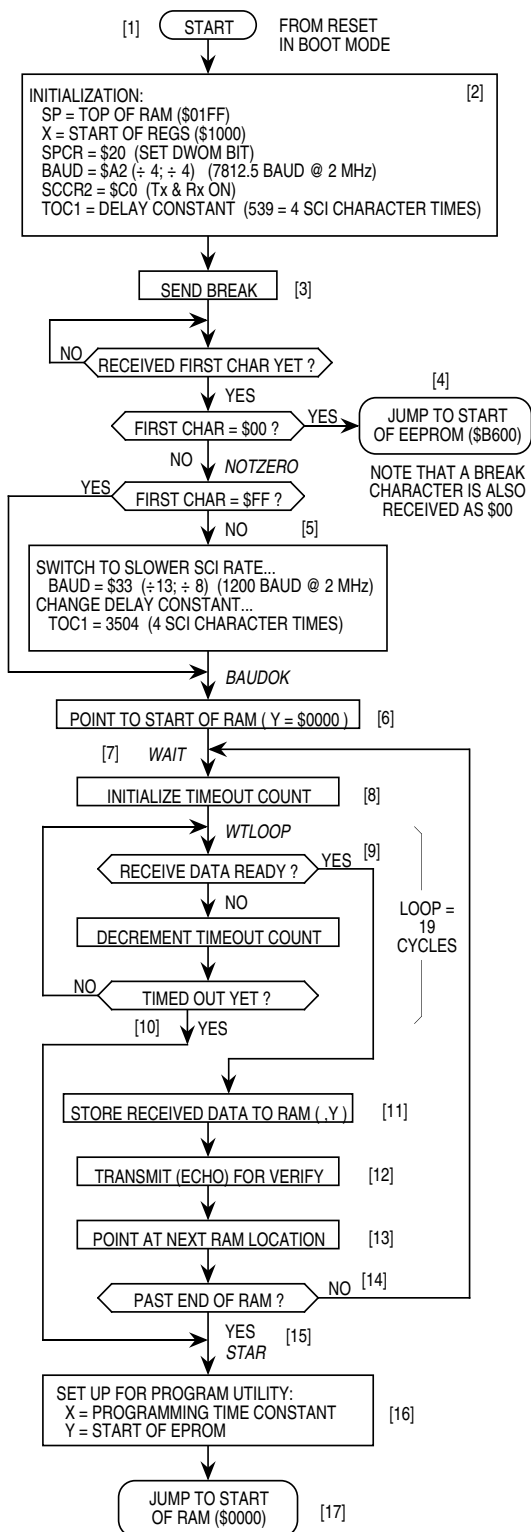 [1]
START
FROM RESET
IN BOOT MODE
[2]
INITIALIZATION:
SP = TOP OF RAM ($01FF)
X = START OF REGS ($1000)
SPCR = $20 (SET DWOM BIT)
BAUD = $A2 (÷ 4; ÷ 4) (7812.5 BAUD @ 2 MHz)
SCCR2 = $C0 (Tx & Rx ON)
TOC1 = DELAY CONSTANT (539 = 4 SCI CHARACTER TIMES)
SEND BREAK
[3]
NO
RECEIVED FIRST CHAR YET ?
YES
[4]
FIRST CHAR = $00 ?
YES
JUMP TO START
OF EEPROM ($B600)
NOTE THAT A BREAK
CHARACTER IS ALSO
RECEIVED AS $00
NO
NOTZERO
YES
FIRST CHAR = $FF ?
NO
[5]
SWITCH TO SLOWER SCI RATE...
BAUD = $33 (÷13; ÷ 8) (1200 BAUD @ 2 MHz)
CHANGE DELAY CONSTANT...
TOC1 = 3504 (4 SCI CHARACTER TIMES)
BAUDOK
POINT TO START OF RAM ( Y = $0000 )
[6]
[7]
WAIT
INITIALIZE TIMEOUT COUNT
[8]
WTLOOP
RECEIVE DATA READY ?
YES
[9]
NO
DECREMENT TIMEOUT COUNT
LOOP =
19
CYCLES
NO
TIMED OUT YET ?
[10]
YES
STORE RECEIVED DATA TO RAM ( ,Y )
[11]
TRANSMIT (ECHO) FOR VERIFY
[12]
POINT AT NEXT RAM LOCATION
[13]
PAST END OF RAM ?
NO
[14]
YES
[15]
STAR
SET UP FOR PROGRAM UTILITY:
X = PROGRAMMING TIME CONSTANT
Y = START OF EPROM
[16]
JUMP TO START
OF RAM ($0000)
[17]